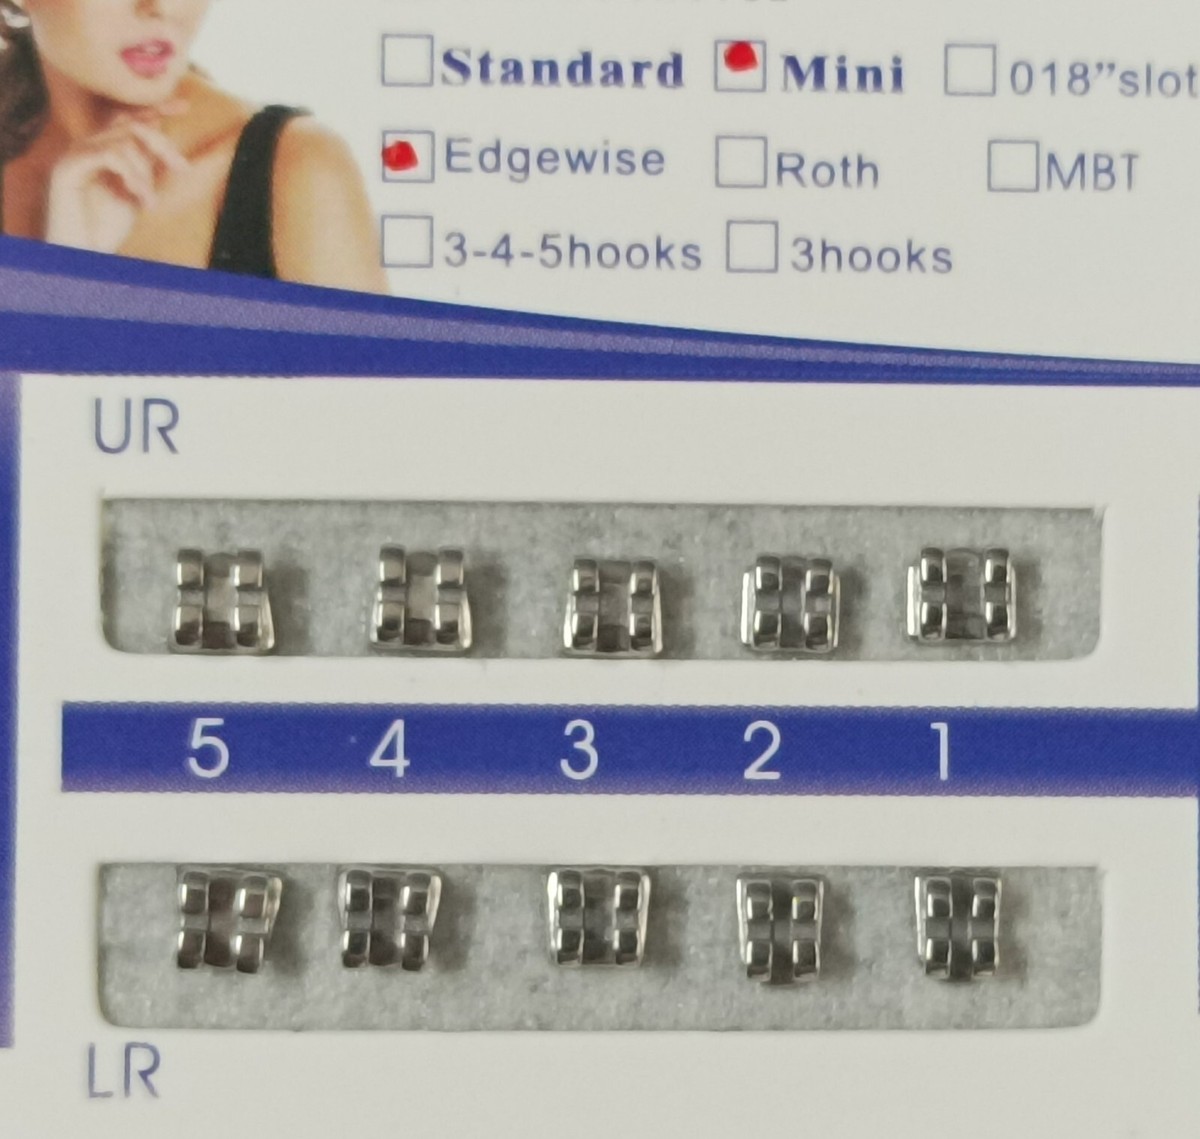 Standard Mini 018”slot
Edgewise Roth MBT
3-4-5hooks 3hooks
UR
5 4 3 2 1
LR